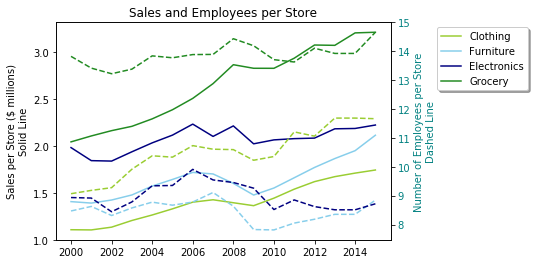 Sales and Employees per Store
Sales per Store ($ millions)
Solid Line
3.0
2.5
2.0
1.5
1.0
2000
2002
2004
2006
2008
2010
2012
2014
15
14
13
12
11
10
9
8
Number of Employees per Store
Dashed Line
Clothing
Furniture
Electronics
Grocery